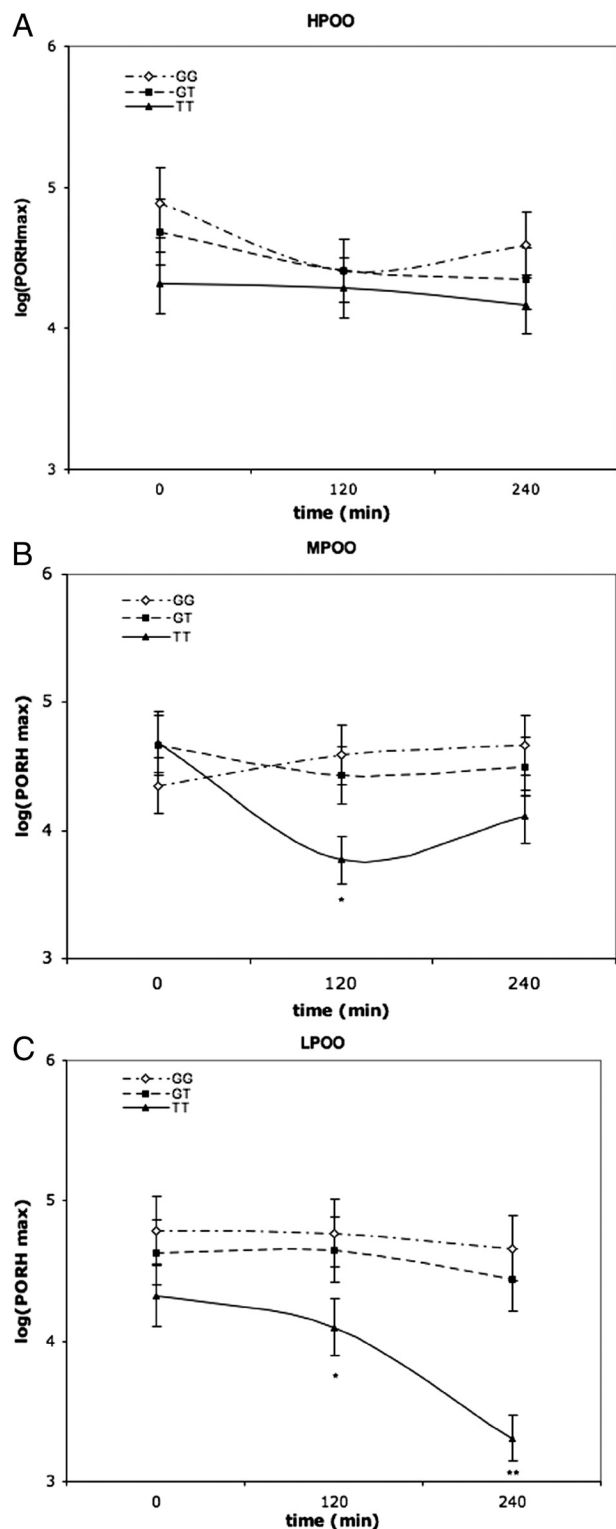 A
HPOO
6
GG
GT
TT
5
log(PORHmax)
4
3
0 120 240
time (min)
B
MPOO
6
GG
GT
TT
5
log(PORH max)
4
*
3
0 120 240
time (min)
C
LPOO
6
GG
GT
TT
5
log(PORH max)
4
*
**
3
0 120 240
time (min)